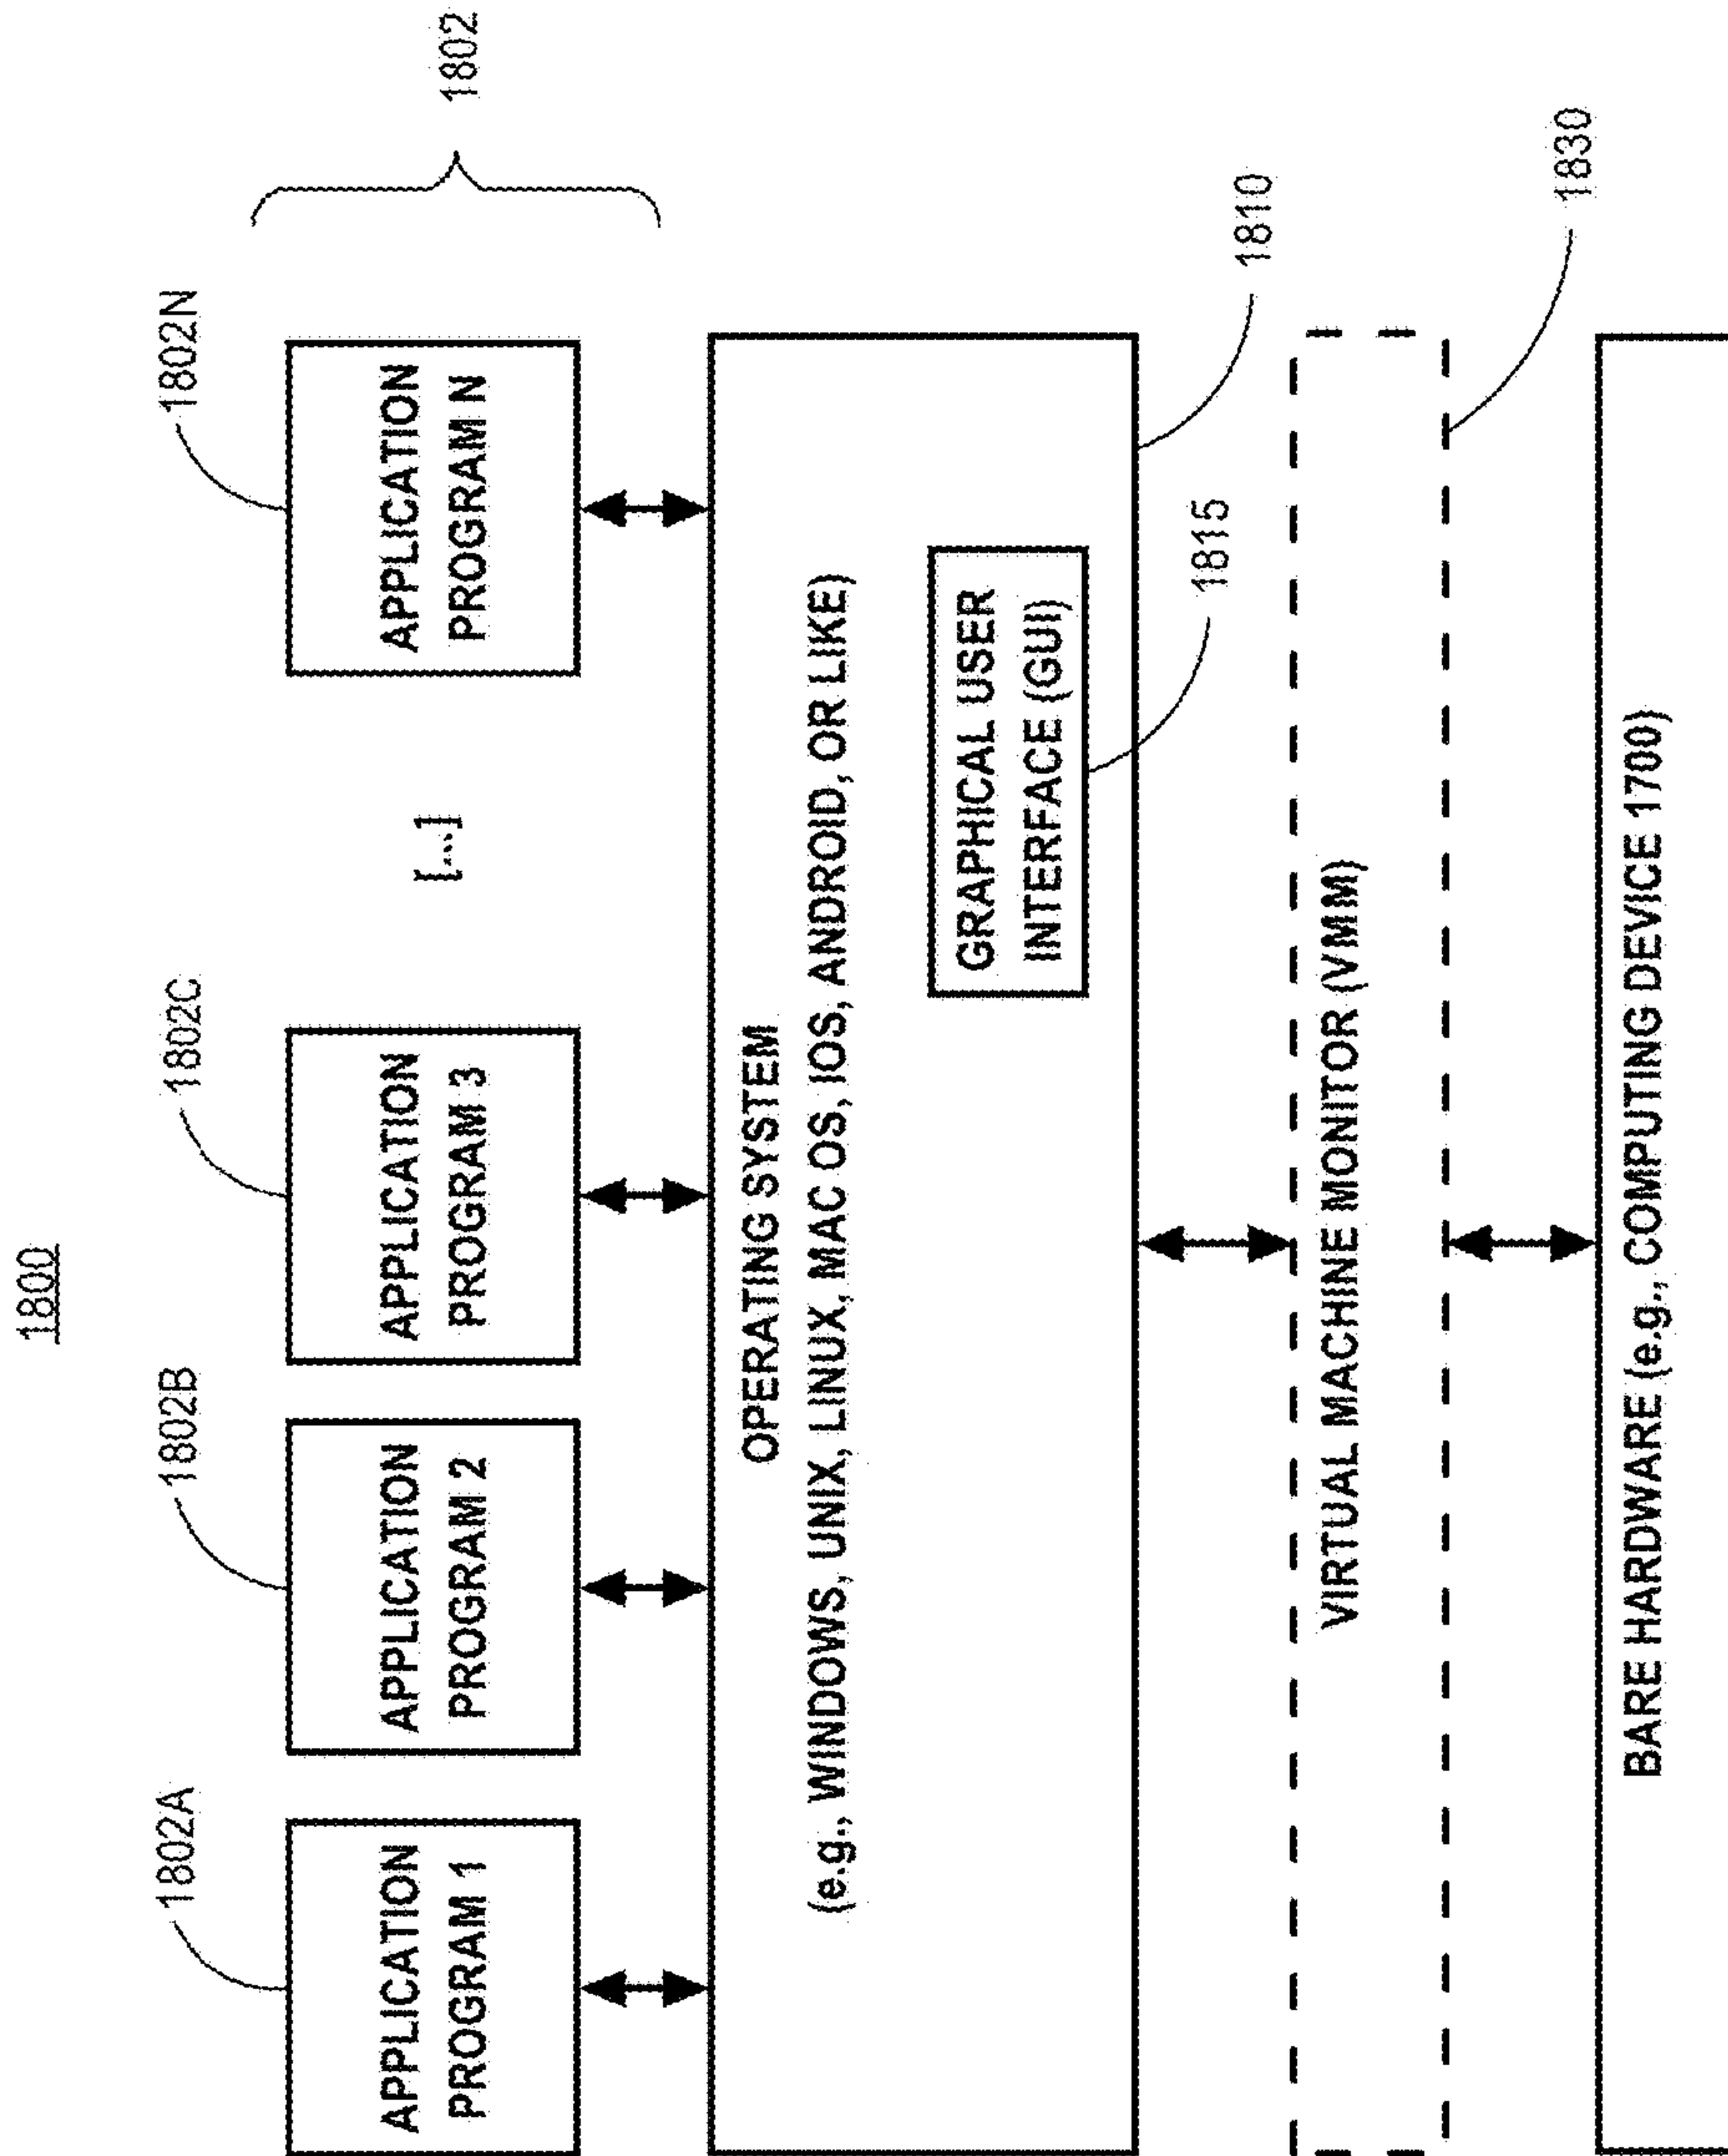 1800
1802A
1802B
1802C
1802N
1802
APPLICATION
PROGRAM 1
APPLICATION
PROGRAM 2
APPLICATION
PROGRAM 3
[...]
APPLICATION
PROGRAM N
OPERATING SYSTEM
(e.g., WINDOWS, UNIX, LINUX, MAC OS, IOS, ANDROID, OR LIKE)
GRAPHICAL USER
INTERFACE (GUI)
1815
1810
VIRTUAL MACHINE MONITOR (VMM)
1830
BARE HARDWARE (e.g., COMPUTING DEVICE 1700)